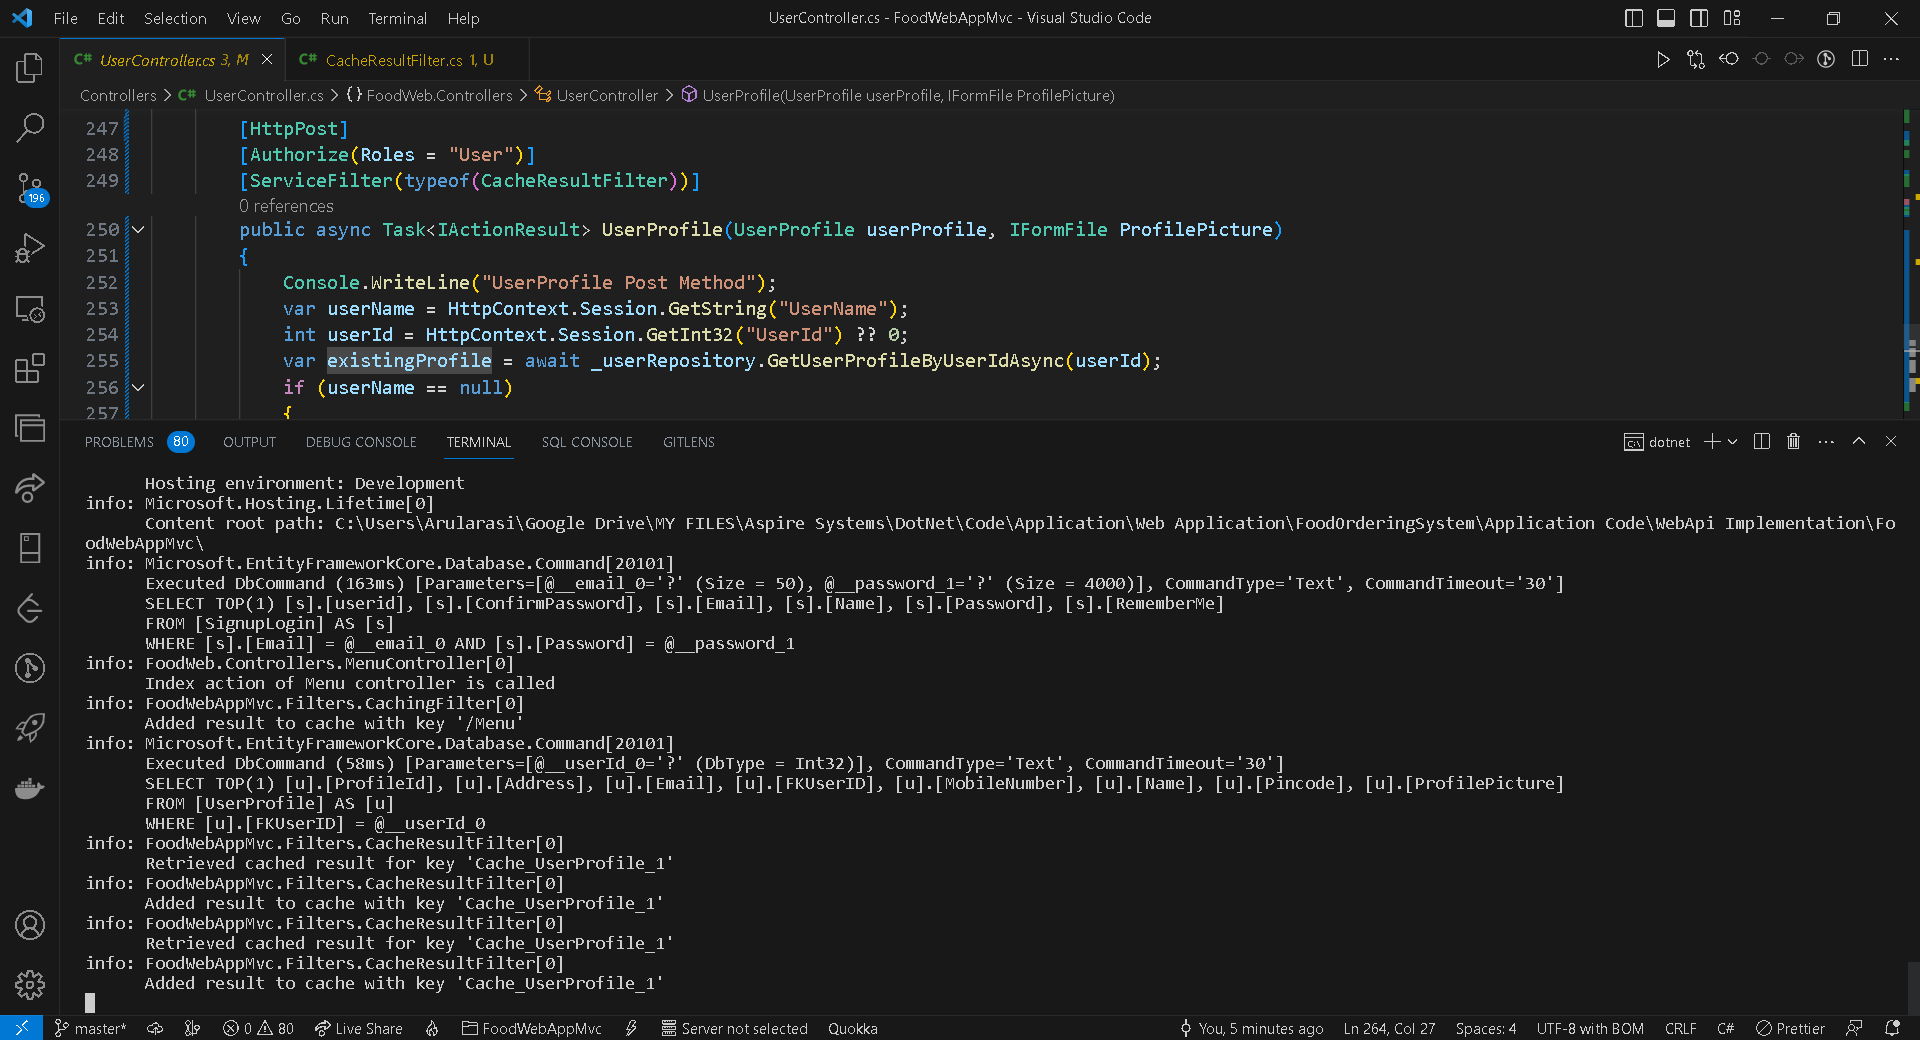 File Edit Selection View Go Run Terminal Help UserController.cs - FoodWebAppMvc - Visual Studio Code
C# UserController.cs 3, M C# CacheResultFilter.cs 1, U
Controllers > C# UserController.cs > {} FoodWeb.Controllers > UserController > UserProfile(UserProfile userProfile, IFormFile ProfilePicture)
247 [HttpPost]
248 [Authorize(Roles = "User")]
249 [ServiceFilter(typeof(CacheResultFilter))]
0 references
250 public async Task<IActionResult> UserProfile(UserProfile userProfile, IFormFile ProfilePicture)
251 {
252 Console.WriteLine("UserProfile Post Method");
253 var userName = HttpContext.Session.GetString("UserName");
254 int userId = HttpContext.Session.GetInt32("UserId") ?? 0;
255 var existingProfile = await _userRepository.GetUserProfileByUserIdAsync(userId);
256 if (userName == null)
257 {
196
PROBLEMS 80 OUTPUT DEBUG CONSOLE TERMINAL SQL CONSOLE GITLENS dotnet
Hosting environment: Development
info: Microsoft.Hosting.Lifetime[0]
Content root path: C:\Users\Arularasi\Google Drive\MY FILES\Aspire Systems\DotNet\Code\Application\Web Application\FoodOrderingSystem\Application Code\WebApi Implementation\Fo
odWebAppMvc\
info: Microsoft.EntityFrameworkCore.Database.Command[20101]
Executed DbCommand (163ms) [Parameters=[@__email_0='?' (Size = 50), @__password_1='?' (Size = 4000)], CommandType='Text', CommandTimeout='30']
SELECT TOP(1) [s].[userid], [s].[ConfirmPassword], [s].[Email], [s].[Name], [s].[Password], [s].[RememberMe]
FROM [SignupLogin] AS [s]
WHERE [s].[Email] = @__email_0 AND [s].[Password] = @__password_1
info: FoodWeb.Controllers.MenuController[0]
Index action of Menu controller is called
info: FoodWebAppMvc.Filters.CachingFilter[0]
Added result to cache with key '/Menu'
info: Microsoft.EntityFrameworkCore.Database.Command[20101]
Executed DbCommand (58ms) [Parameters=[@__userId_0='?' (DbType = Int32)], CommandType='Text', CommandTimeout='30']
SELECT TOP(1) [u].[ProfileId], [u].[Address], [u].[Email], [u].[FKUserID], [u].[MobileNumber], [u].[Name], [u].[Pincode], [u].[ProfilePicture]
FROM [UserProfile] AS [u]
WHERE [u].[FKUserID] = @__userId_0
info: FoodWebAppMvc.Filters.CacheResultFilter[0]
Retrieved cached result for key 'Cache_UserProfile_1'
info: FoodWebAppMvc.Filters.CacheResultFilter[0]
Added result to cache with key 'Cache_UserProfile_1'
info: FoodWebAppMvc.Filters.CacheResultFilter[0]
Retrieved cached result for key 'Cache_UserProfile_1'
info: FoodWebAppMvc.Filters.CacheResultFilter[0]
Added result to cache with key 'Cache_UserProfile_1'
master* 0 80 Live Share FoodWebAppMvc Server not selected Quokka You, 5 minutes ago Ln 264, Col 27 Spaces: 4 UTF-8 with BOM CRLF C# Prettier